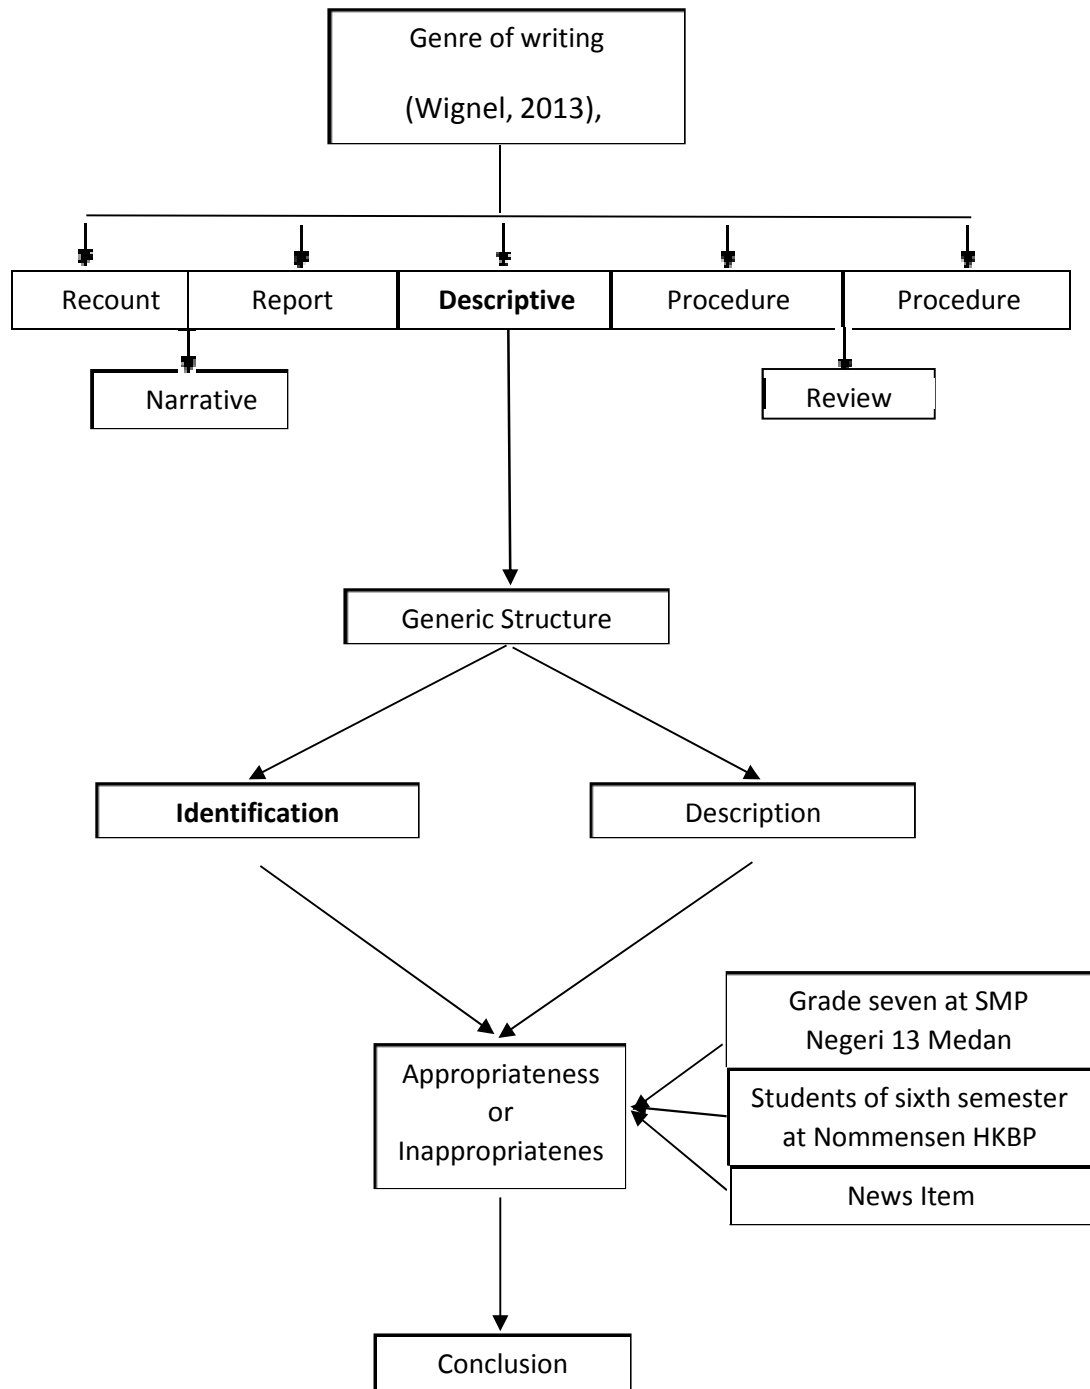 Genre of writing
(Wignel, 2013),
Recount
Report
Descriptive
Procedure
Procedure
Narrative
Review
Generic Structure
Identification
Description
Grade seven at SMP
Negeri 13 Medan
Appropriateness
or
Inappropriatenes
Students of sixth semester
at Nommensen HKBP
News Item
Conclusion